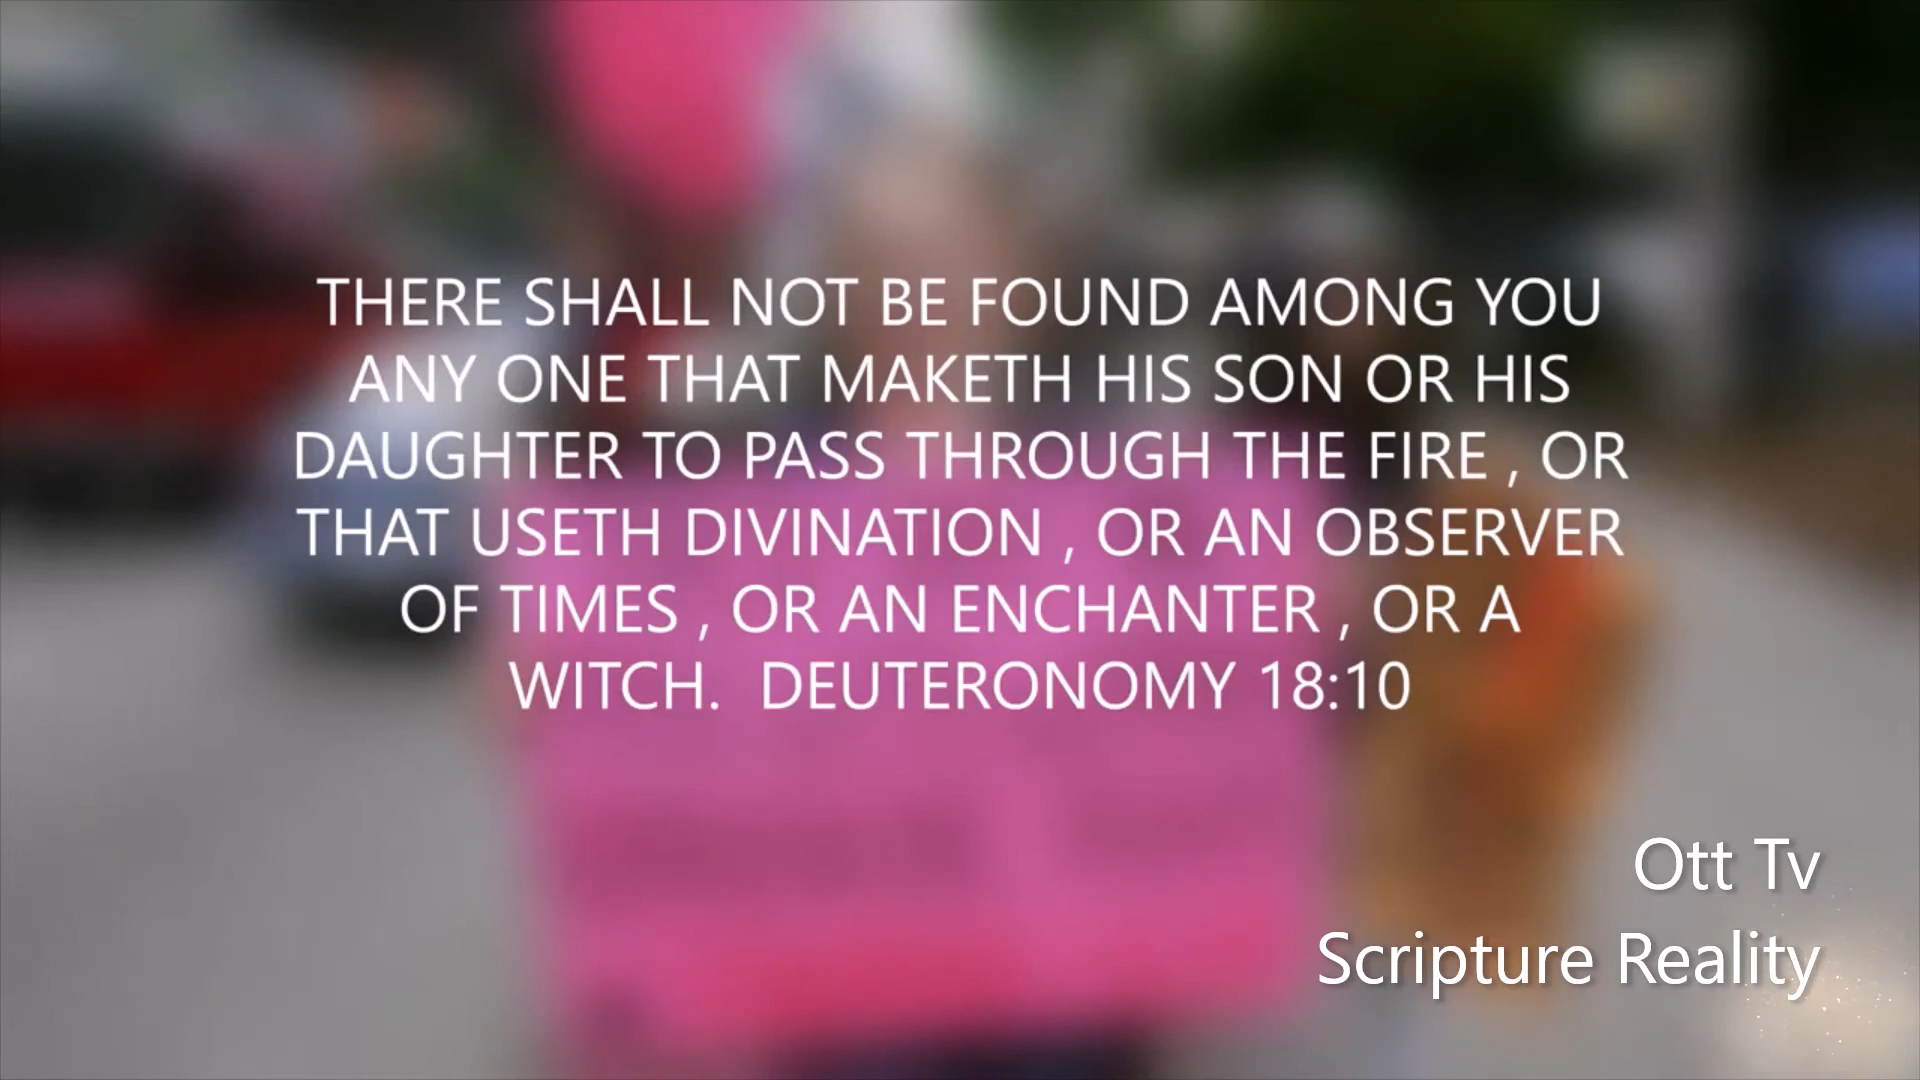 THERE SHALL NOT BE FOUND AMONG YOU
ANY ONE THAT MAKETH HIS SON OR HIS
DAUGHTER TO PASS THROUGH THE FIRE , OR
THAT USETH DIVINATION , OR AN OBSERVER
OF TIMES , OR AN ENCHANTER , OR A
WITCH.  DEUTERONOMY 18:10
Ott Tv
Scripture Reality